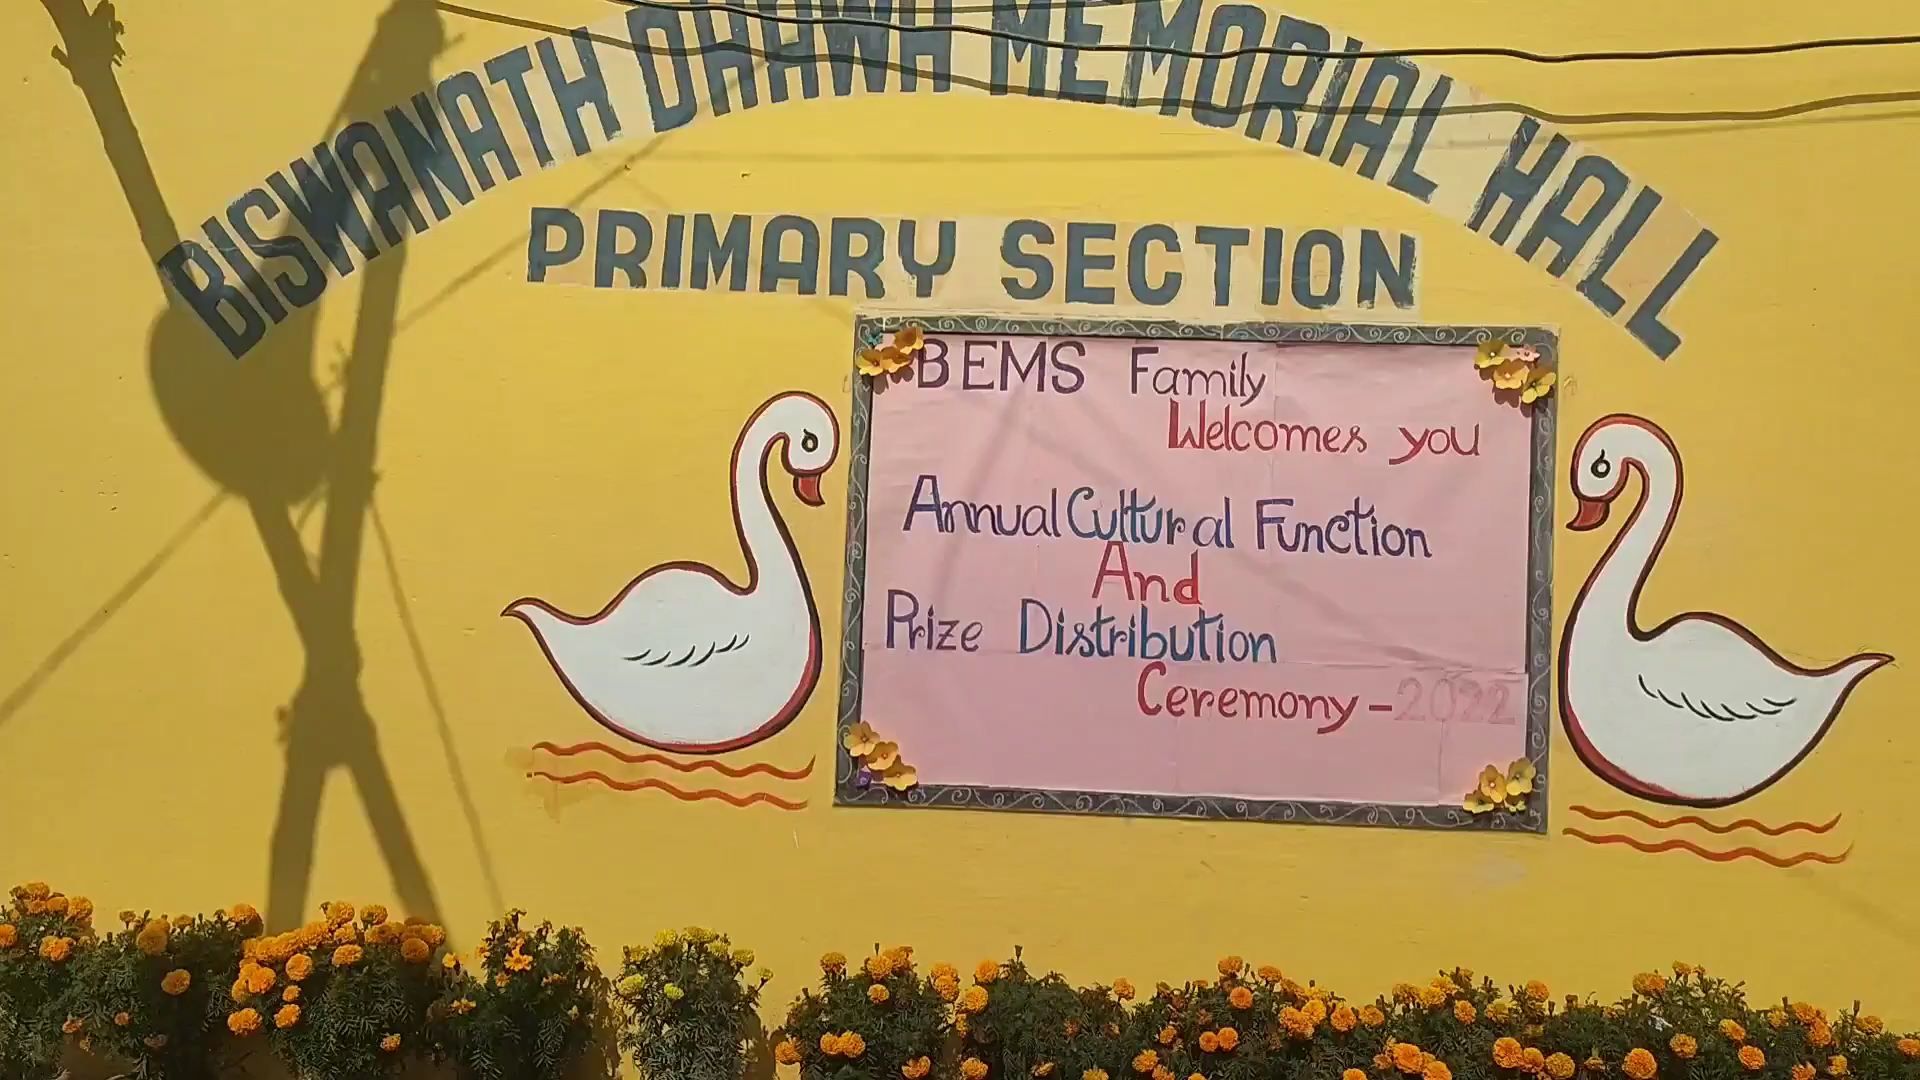 BISWANATH DHAWA MEMORIAL HALL
PRIMARY SECTION
BEMS Family
Welcomes you
Annual Cultural Function
And
Prize Distribution
Ceremony - 2022